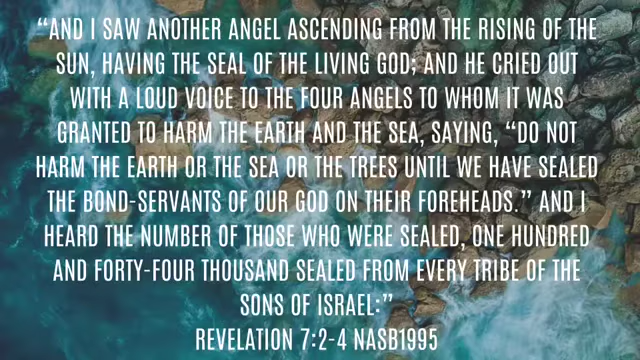 “AND I SAW ANOTHER ANGEL ASCENDING FROM THE RISING OF THE
SUN, HAVING THE SEAL OF THE LIVING GOD; AND HE CRIED OUT
WITH A LOUD VOICE TO THE FOUR ANGELS TO WHOM IT WAS
GRANTED TO HARM THE EARTH AND THE SEA, SAYING, “DO NOT
HARM THE EARTH OR THE SEA OR THE TREES UNTIL WE HAVE SEALED
THE BOND-SERVANTS OF OUR GOD ON THEIR FOREHEADS.” AND I
HEARD THE NUMBER OF THOSE WHO WERE SEALED, ONE HUNDRED
AND FORTY-FOUR THOUSAND SEALED FROM EVERY TRIBE OF THE
SONS OF ISRAEL:”
REVELATION 7:2-4 NASB1995